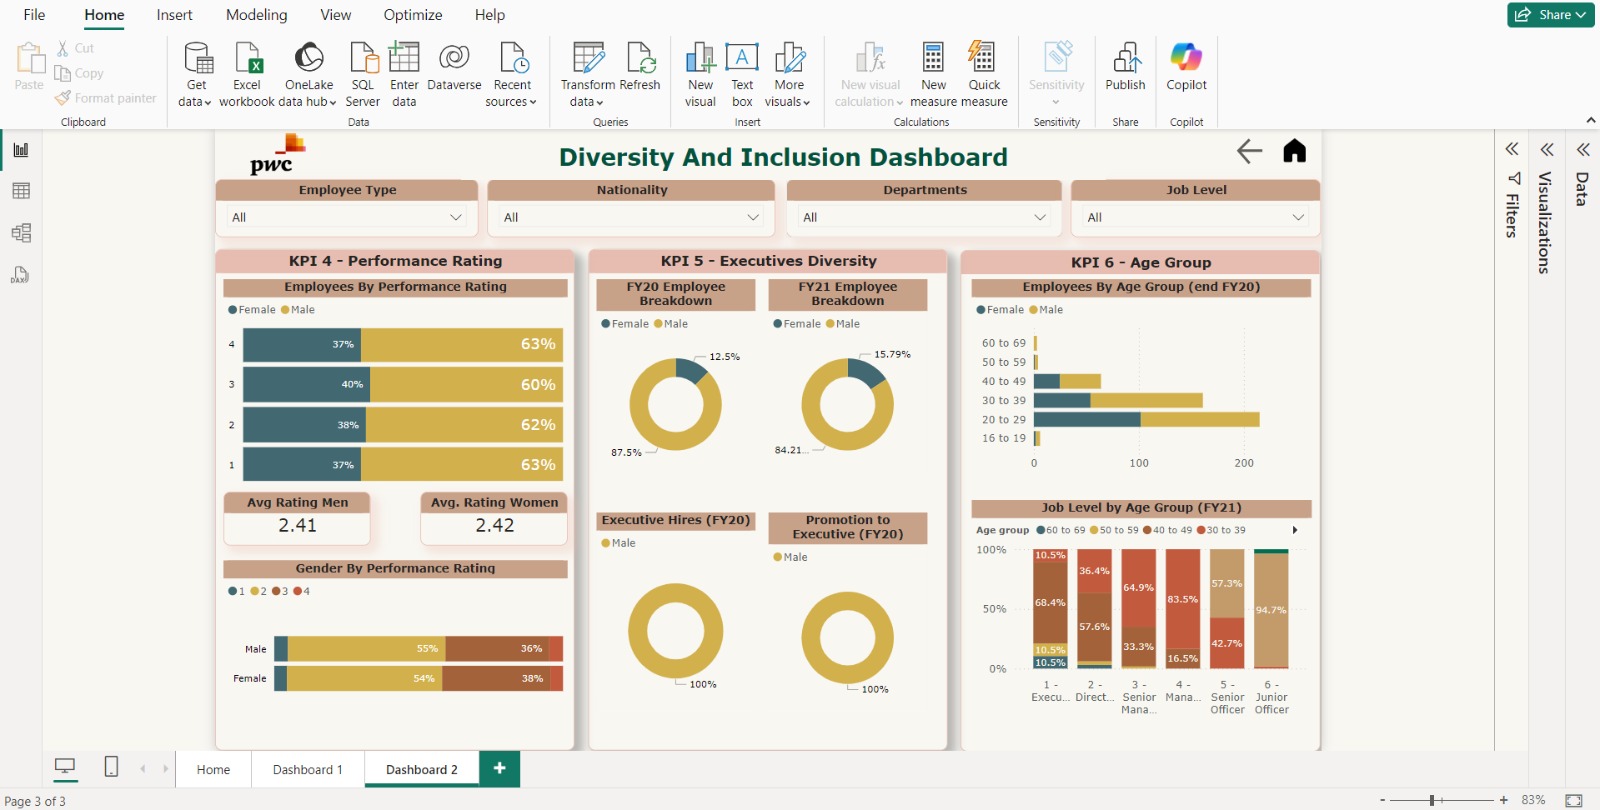 File Home Insert Modeling View Optimize Help
Share
Paste
Cut
Copy
Format painter
Clipboard
Get data
Excel workbook
OneLake data hub
SQL Server
Enter data
Dataverse
Recent sources
Data
Transform data
Refresh
Queries
New visual
Text box
More visuals
Insert
New visual calculation
New measure
Quick measure
Calculations
Sensitivity
Sensitivity
Publish
Share
Copilot
Copilot
DAX
pwc
Diversity And Inclusion Dashboard
Employee Type
All
Nationality
All
Departments
All
Job Level
All
KPI 4 - Performance Rating
Employees By Performance Rating
Female Male
4 37% 63%
3 40% 60%
2 38% 62%
1 37% 63%
Avg Rating Men
2.41
Avg. Rating Women
2.42
Gender By Performance Rating
1 2 3 4
Male 55% 36%
Female 54% 38%
KPI 5 - Executives Diversity
FY20 Employee
Breakdown
Female Male
12.5%
87.5%
FY21 Employee
Breakdown
Female Male
15.79%
84.21...
Executive Hires (FY20)
Male
100%
Promotion to
Executive (FY20)
Male
100%
KPI 6 - Age Group
Employees By Age Group (end FY20)
Female Male
60 to 69
50 to 59
40 to 49
30 to 39
20 to 29
16 to 19
0 100 200
Job Level by Age Group (FY21)
Age group 60 to 69 50 to 59 40 to 49 30 to 39
100%
50%
0%
10.5%
68.4%
10.5%
10.5%
36.4%
57.6%
64.9%
33.3%
83.5%
16.5%
57.3%
42.7%
94.7%
1 -
Execu...
2 -
Direct...
3 -
Senior
Mana...
4 -
Mana...
5 -
Senior
Officer
6 -
Junior
Officer
Filters
Visualizations
Data
Home Dashboard 1 Dashboard 2 +
Page 3 of 3
- + 83%